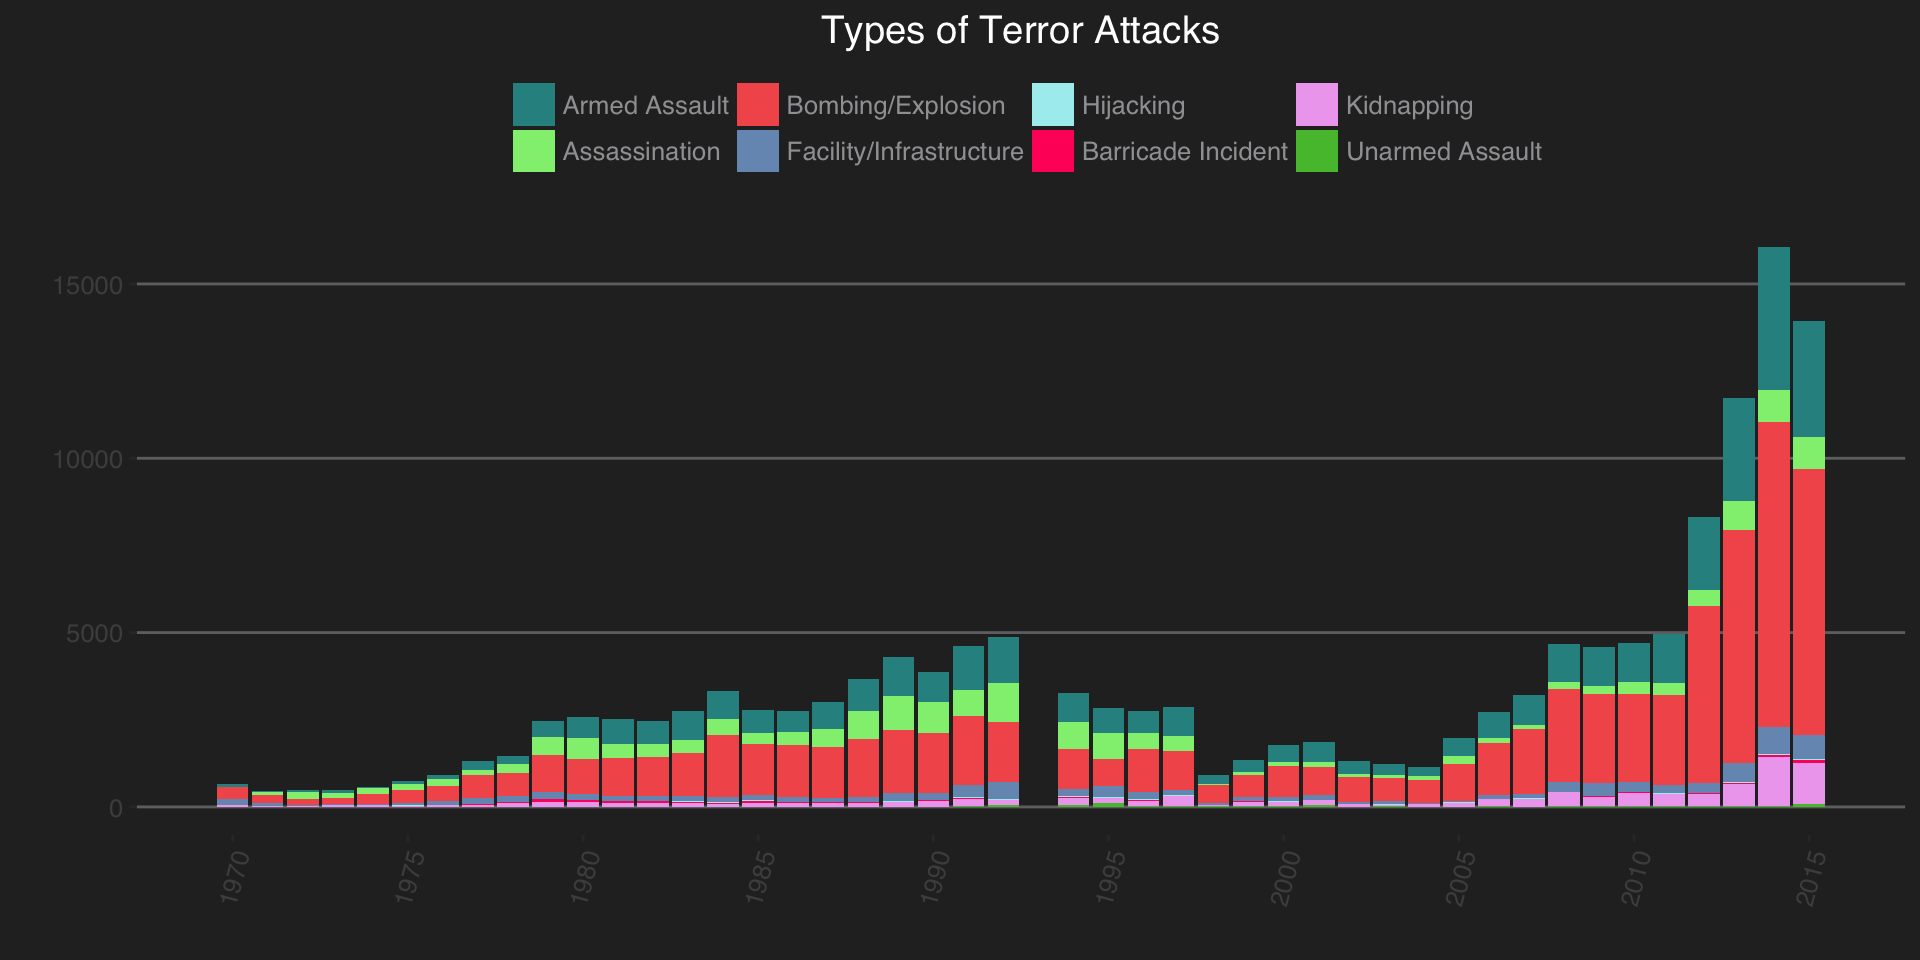 Types of Terror Attacks
Armed Assault Bombing/Explosion Hijacking Kidnapping
Assassination Facility/Infrastructure Barricade Incident Unarmed Assault
15000
10000
5000
0
1970 1975 1980 1985 1990 1995 2000 2005 2010 2015